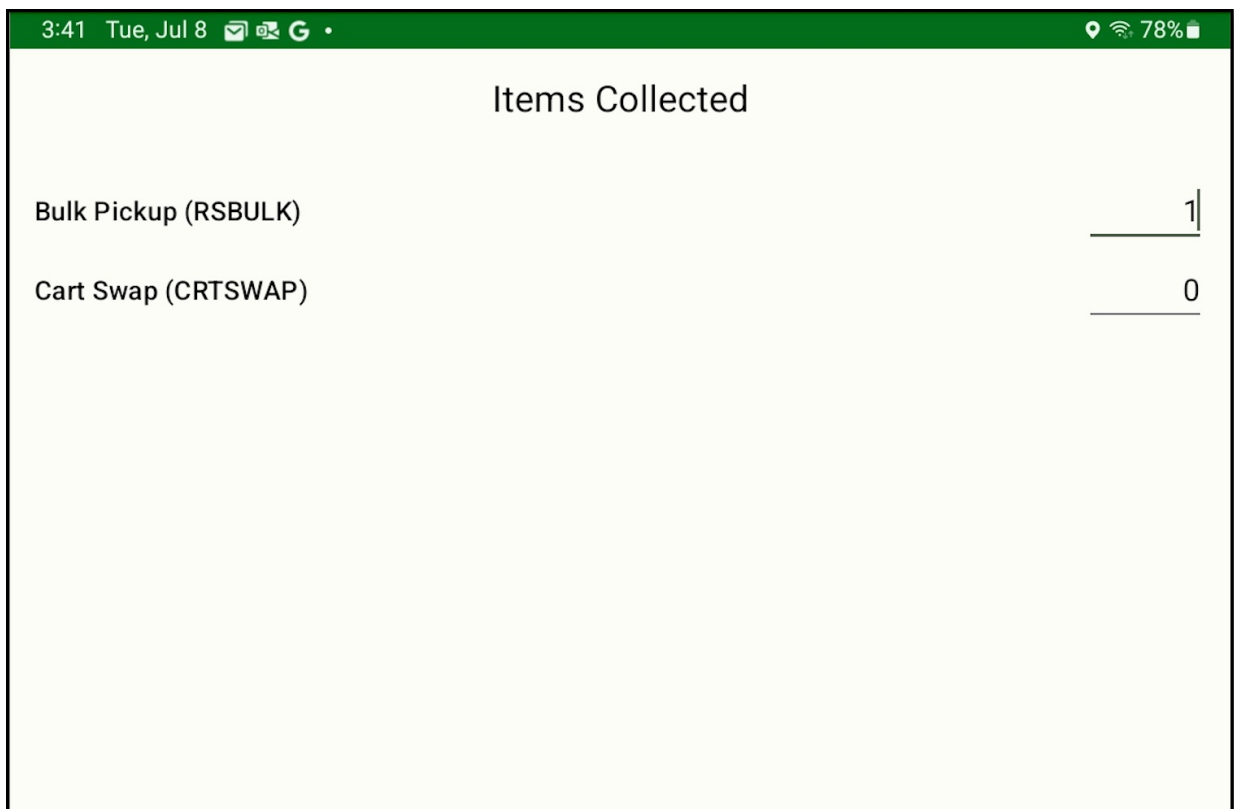 3:41 Tue, Jul 8 G • 78%
Items Collected
Bulk Pickup (RSBULK) 1
Cart Swap (CRTSWAP) 0